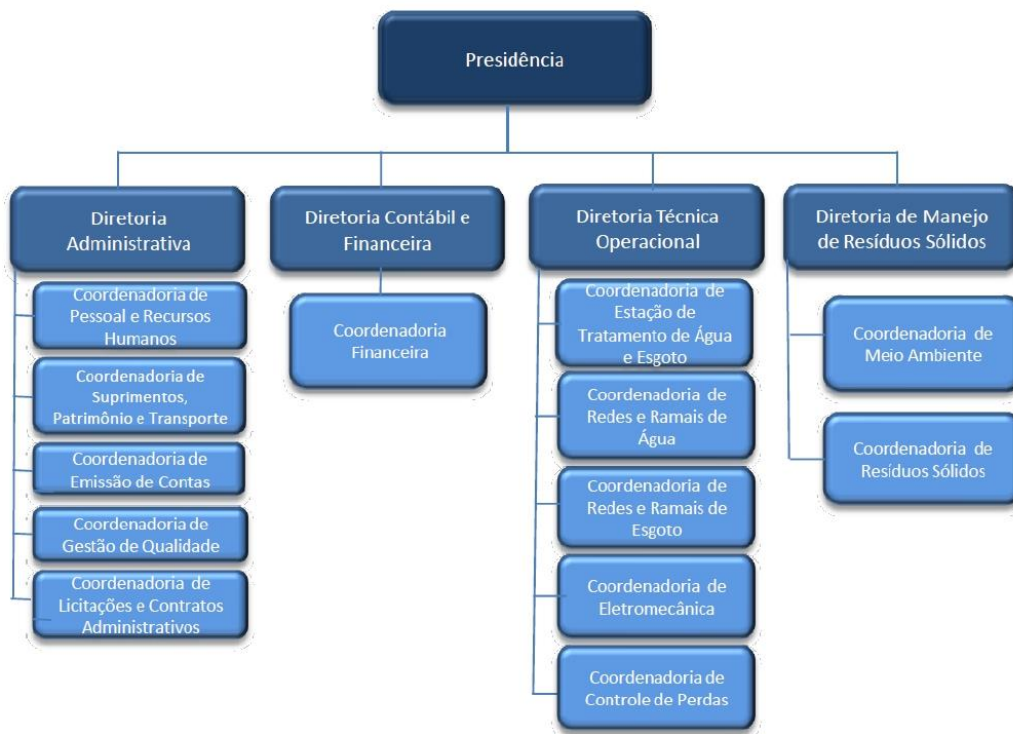 Presidência
Diretoria
Administrativa
Coordenadoria de
Pessoal e Recursos
Humanos
Coordenadoria de
Suprimentos,
Patrimônio e Transporte
Coordenadoria de
Emissão de Contas
Coordenadoria de
Gestão de Qualidade
Coordenadoria de
Licitações e Contratos
Administrativos
Diretoria Contábil e
Financeira
Coordenadoria
Financeira
Diretoria Técnica
Operacional
Coordenadoria de
Estação de
Tratamento de Água
e Esgoto
Coordenadoria de
Redes e Ramais de
Água
Coordenadoria de
Redes e Ramais de
Esgoto
Coordenadoria de
Eletromecânica
Coordenadoria de
Controle de Perdas
Diretoria de Manejo
de Resíduos Sólidos
Coordenadoria de
Meio Ambiente
Coordenadoria de
Resíduos Sólidos